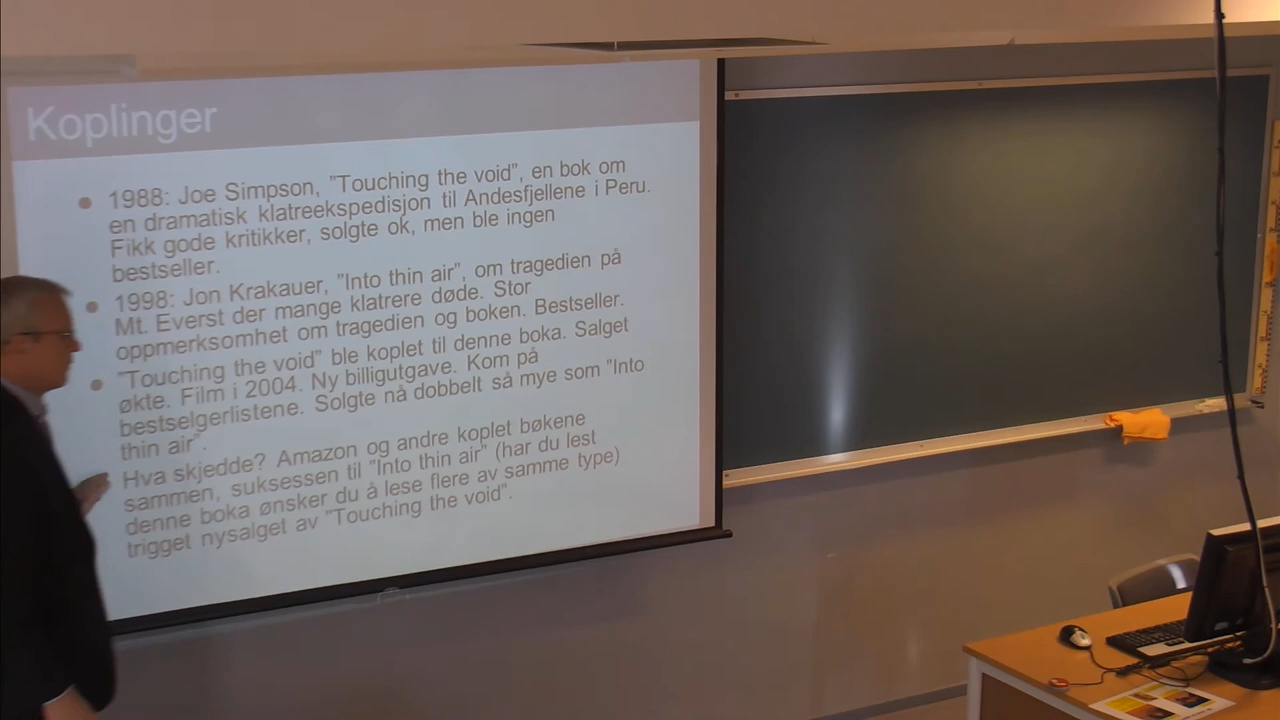 Koplinger
1988: Joe Simpson, "Touching the void", en bok om
en dramatisk klatreekspedisjon til Andesfjellene i Peru.
Fikk gode kritikker, solgte ok, men ble ingen
bestseller.
1998: Jon Krakauer, "Into thin air", om tragedien på
Mt. Everst der mange klatrere døde. Stor
oppmerksomhet om tragedien og boken. Bestseller.
"Touching the void" ble koplet til denne boka. Salget
økte. Film i 2004. Ny billigutgave. Kom på
bestselgerlistene. Solgte nå dobbelt så mye som "Into
thin air".
Hva skjedde? Amazon og andre koplet bøkene
sammen, suksessen til "Into thin air" (har du lest
denne boka ønsker du å lese flere av samme type)
trigget nysalget av "Touching the void".